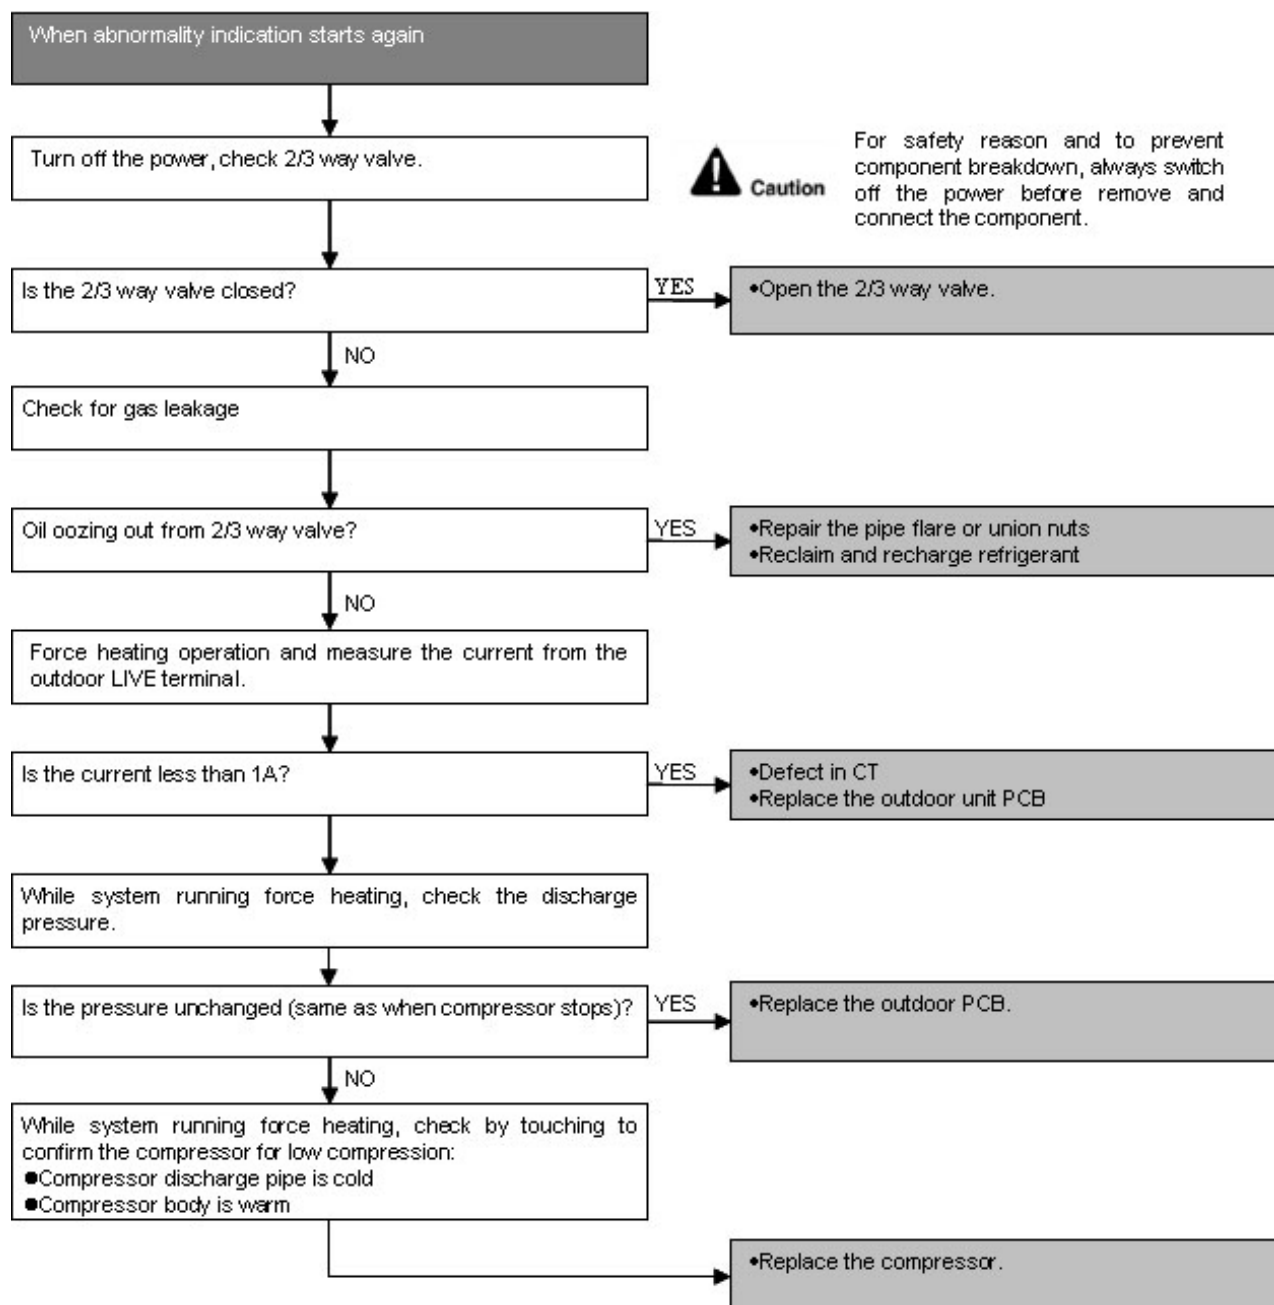 When abnormality indication starts again
Turn off the power, check 2/3 way valve.
Caution
For safety reason and to prevent
component breakdown, always switch
off the power before remove and
connect the component.
Is the 2/3 way valve closed?
YES
•Open the 2/3 way valve.
NO
Check for gas leakage
Oil oozing out from 2/3 way valve?
YES
•Repair the pipe flare or union nuts
•Reclaim and recharge refrigerant
NO
Force heating operation and measure the current from the
outdoor LIVE terminal.
Is the current less than 1A?
YES
•Defect in CT
•Replace the outdoor unit PCB
While system running force heating, check the discharge
pressure.
Is the pressure unchanged (same as when compressor stops)?
YES
•Replace the outdoor PCB.
NO
While system running force heating, check by touching to
confirm the compressor for low compression:
●Compressor discharge pipe is cold
●Compressor body is warm
•Replace the compressor.